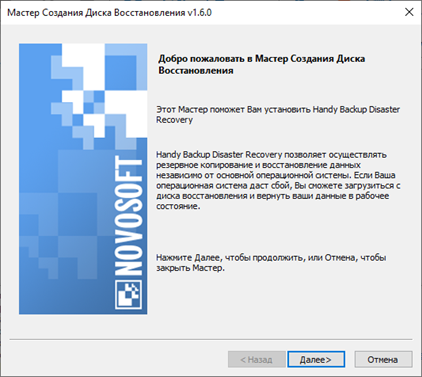 Мастер Создания Диска Восстановления v1.6.0
Добро пожаловать в Мастер Создания Диска
Восстановления
Этот Мастер поможет Вам установить Handy Backup Disaster
Recovery
Handy Backup Disaster Recovery позволяет осуществлять
резервное копирование и восстановление данных
независимо от основной операционной системы. Если Ваша
операционная система даст сбой, Вы сможете загрузиться с
диска восстановления и вернуть ваши данные в рабочее
состояние.
Нажмите Далее, чтобы продолжить, или Отмена, чтобы
закрыть Мастер.
NOVOSOFT
< Назад
Далее>
Отмена